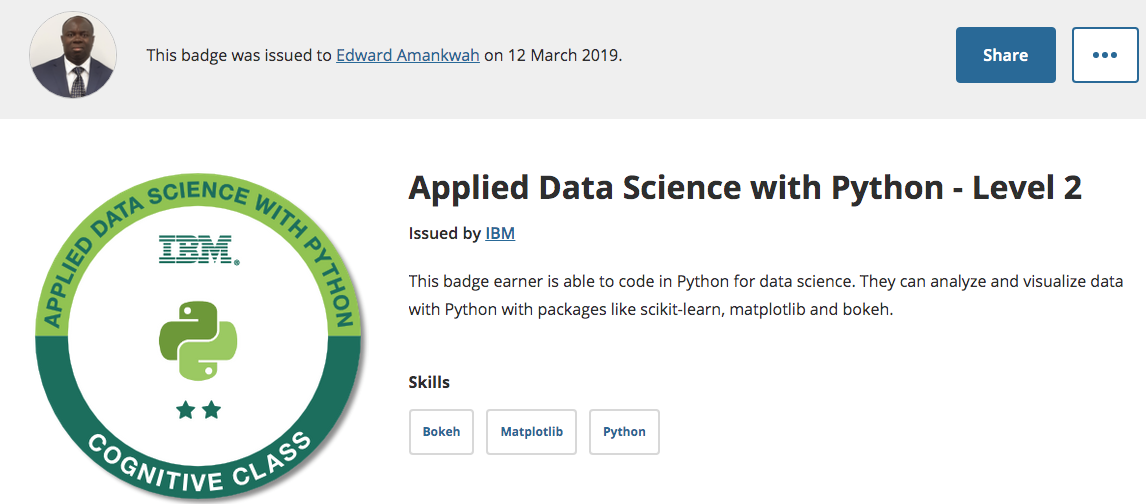 This badge was issued to Edward Amankwah on 12 March 2019.
Share
APPLIED DATA SCIENCE WITH PYTHON
IBM®
COGNITIVE CLASS
Applied Data Science with Python - Level 2
Issued by IBM
This badge earner is able to code in Python for data science. They can analyze and visualize data
with Python with packages like scikit-learn, matplotlib and bokeh.
Skills
Bokeh
Matplotlib
Python